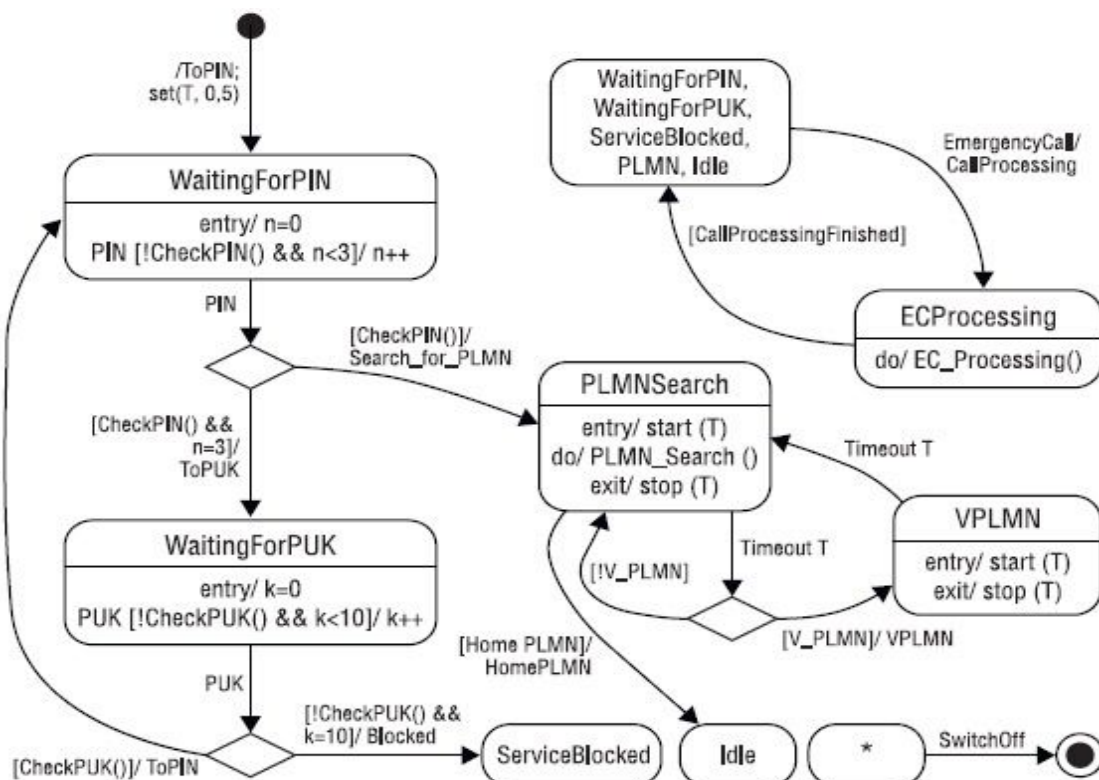 /ToPIN;
set(T, 0,5)
WaitingForPIN
entry/ n=0
PIN [!CheckPIN() && n<3]/ n++
PIN
[CheckPIN()]/
Search_for_PLMN
[CheckPIN() &&
n=3]/
ToPUK
WaitingForPUK
entry/ k=0
PUK [!CheckPUK() && k<10]/ k++
PUK
[!CheckPUK() &&
k=10]/ Blocked
[CheckPUK()]/ ToPIN
ServiceBlocked
WaitingForPIN,
WaitingForPUK,
ServiceBlocked,
PLMN, Idle
EmergencyCall/
CallProcessing
[CallProcessingFinished]
ECProcessing
do/ EC_Processing()
PLMNSearch
entry/ start (T)
do/ PLMN_Search ()
exit/ stop (T)
Timeout T
VPLMN
entry/ start (T)
exit/ stop (T)
Timeout T
[!V_PLMN]
[V_PLMN]/ VPLMN
[Home PLMN]/
HomePLMN
Idle
*
SwitchOff